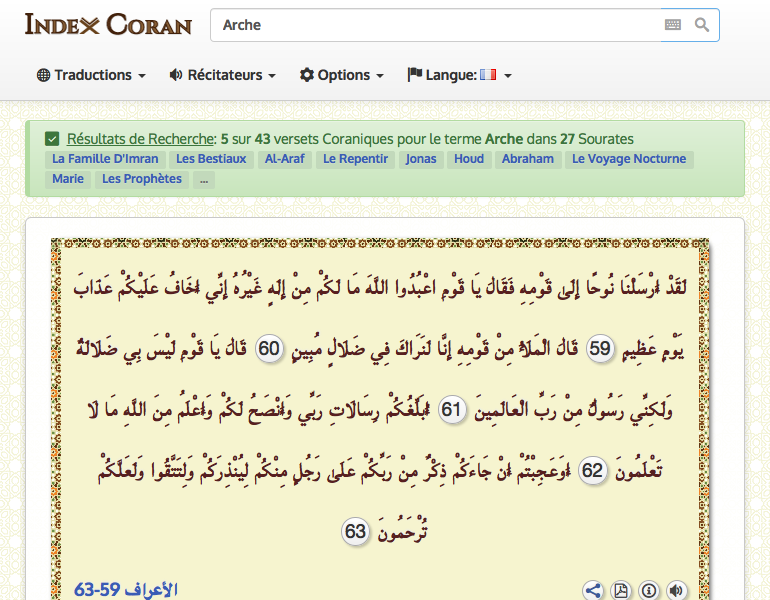 INDEX CORAN
Arche
Traductions Récitateurs Options Langue:
Résultats de Recherche: 5 sur 43 versets Coraniques pour le terme Arche dans 27 Sourates
La Famille D'Imran Les Bestiaux AL-Araf Le Repentir Jonas Houd Abraham Le Voyage Nocturne
Marie Les Prophètes ...
لَقَدْ أَرْسَلْنَا نُوحًا إِلَىٰ قَوْمِهِ فَقَالَ يَا قَوْمِ اعْبُدُوا اللَّهَ مَا لَكُمْ مِنْ إِلَٰهٍ غَيْرُهُ إِنِّي أَخَافُ عَلَيْكُمْ عَذَابَ
يَوْمٍ عَظِيمٍ 59 قَالَ الْمَلَأُ مِنْ قَوْمِهِ إِنَّا لَنَرَاكَ فِي ضَلَالٍ مُبِينٍ 60 قَالَ يَا قَوْمِ لَيْسَ بِي ضَلَالَةٌ
وَلَٰكِنِّي رَسُولٌ مِنْ رَبِّ الْعَالَمِينَ 61 أُبَلِّغُكُمْ رِسَالَاتِ رَبِّي وَأَنْصَحُ لَكُمْ وَأَعْلَمُ مِنَ اللَّهِ مَا لَا
تَعْلَمُونَ 62 أَوَعَجِبْتُمْ أَنْ جَاءَكُمْ ذِكْرٌ مِنْ رَبِّكُمْ عَلَىٰ رَجُلٍ مِنْكُمْ لِيُنْذِرَكُمْ وَلِتَتَّقُوا وَلَعَلَّكُمْ
تُرْحَمُونَ 63
الأعراف 59-63